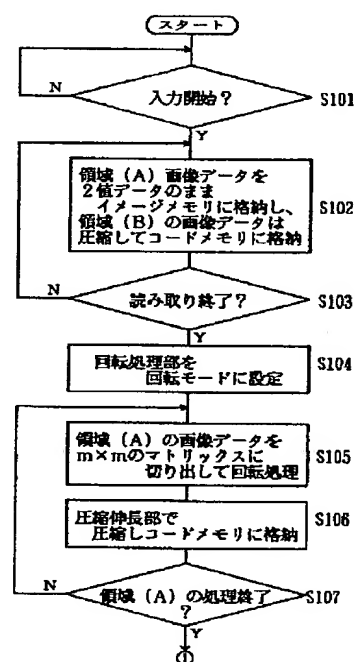 スタート
N
入力開始？
S101
Y
領域（A）画像データを
2値データのまま
イメージメモリに格納し、
領域（B）の画像データは
圧縮してコードメモリに格納
S102
N
読み取り終了？
S103
Y
回転処理部を
回転モードに設定
S104
領域（A）の画像データを
m×mのマトリックスに
切り出して回転処理
S105
圧縮伸長部で
圧縮しコードメモリに格納
S106
N
領域（A）の処理終了
？
S107
Y
①